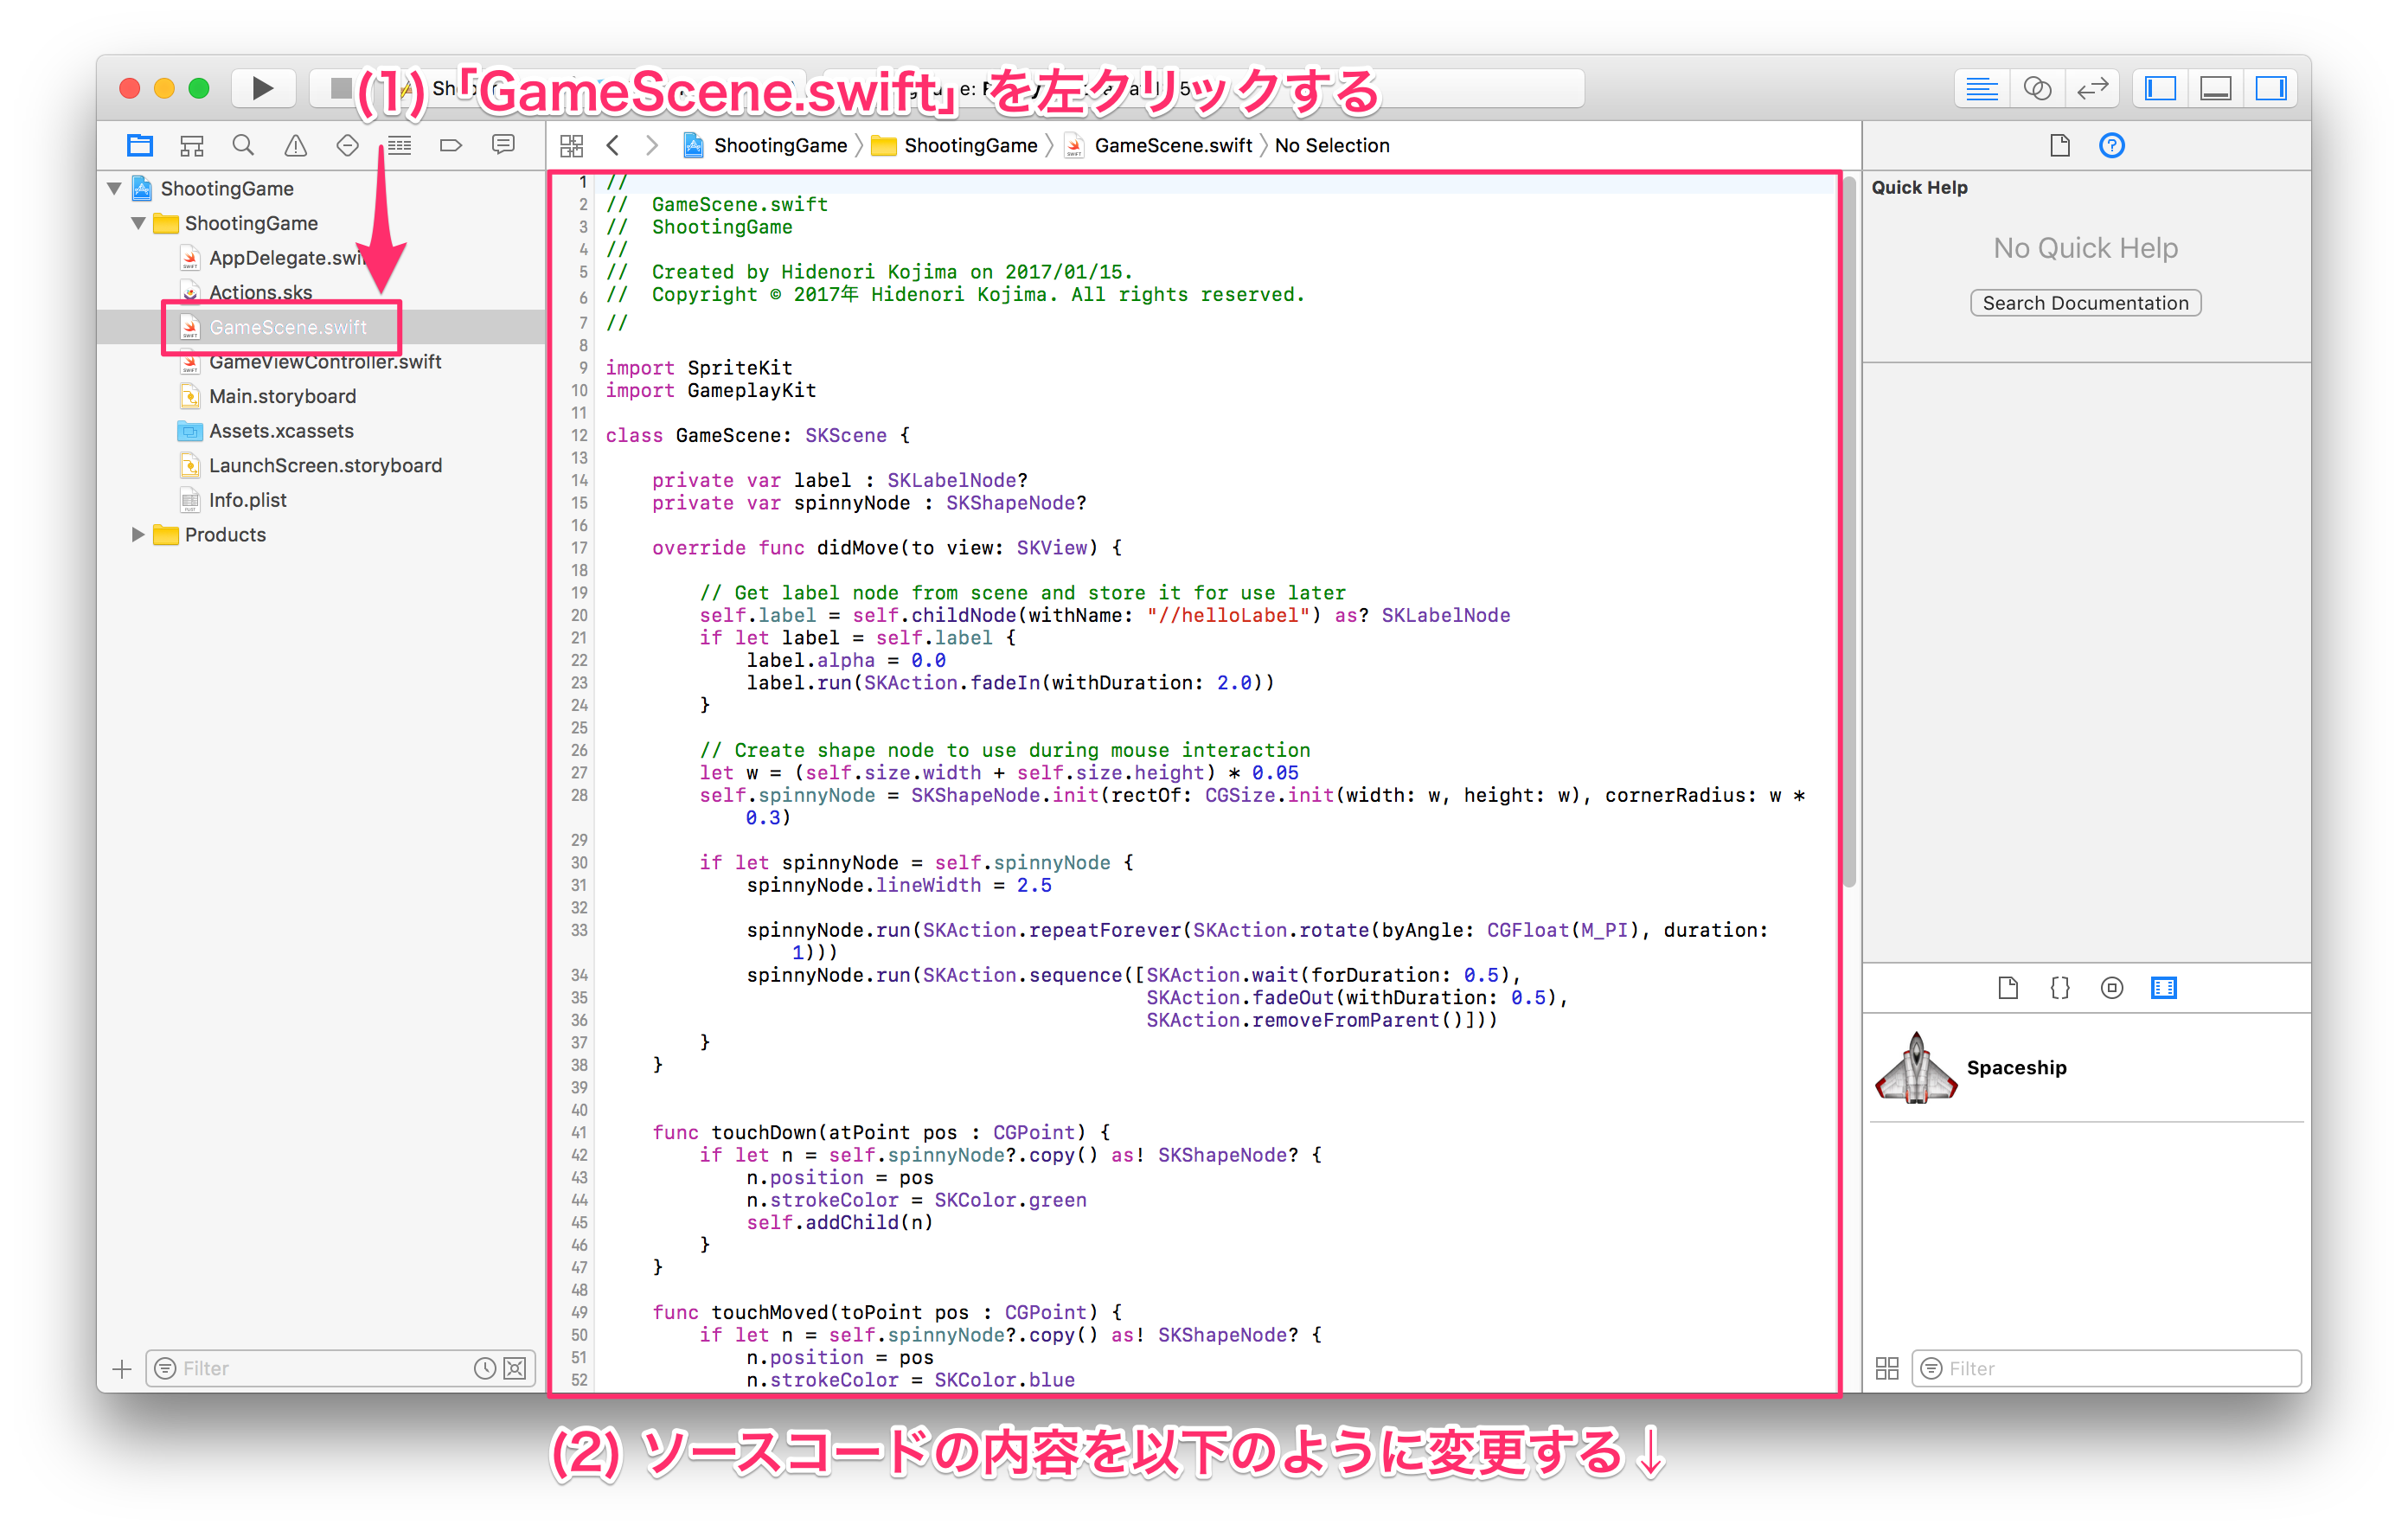 (1)「GameScene.swift」を左クリックする
ShootingGame
ShootingGame
GameScene.swift
No Selection
ShootingGame
ShootingGame
AppDelegate.swi
Actions.sks
GameScene.swift
GameViewController.swift
Main.storyboard
Assets.xcassets
LaunchScreen.storyboard
Info.plist
Products
Filter
1 //
2 //  GameScene.swift
3 //  ShootingGame
4 //
5 //  Created by Hidenori Kojima on 2017/01/15.
6 //  Copyright © 2017年 Hidenori Kojima. All rights reserved.
7 //
8
9 import SpriteKit
10 import GameplayKit
11
12 class GameScene: SKScene {
13
14     private var label : SKLabelNode?
15     private var spinnyNode : SKShapeNode?
16
17     override func didMove(to view: SKView) {
18
19         // Get label node from scene and store it for use later
20         self.label = self.childNode(withName: "//helloLabel") as? SKLabelNode
21         if let label = self.label {
22             label.alpha = 0.0
23             label.run(SKAction.fadeIn(withDuration: 2.0))
24         }
25
26         // Create shape node to use during mouse interaction
27         let w = (self.size.width + self.size.height) * 0.05
28         self.spinnyNode = SKShapeNode.init(rectOf: CGSize.init(width: w, height: w), cornerRadius: w *
0.3)
29
30         if let spinnyNode = self.spinnyNode {
31             spinnyNode.lineWidth = 2.5
32
33             spinnyNode.run(SKAction.repeatForever(SKAction.rotate(byAngle: CGFloat(M_PI), duration:
1)))
34             spinnyNode.run(SKAction.sequence([SKAction.wait(forDuration: 0.5),
35                                               SKAction.fadeOut(withDuration: 0.5),
36                                               SKAction.removeFromParent()]))
37         }
38     }
39
40
41     func touchDown(atPoint pos : CGPoint) {
42         if let n = self.spinnyNode?.copy() as! SKShapeNode? {
43             n.position = pos
44             n.strokeColor = SKColor.green
45             self.addChild(n)
46         }
47     }
48
49     func touchMoved(toPoint pos : CGPoint) {
50         if let n = self.spinnyNode?.copy() as! SKShapeNode? {
51             n.position = pos
52             n.strokeColor = SKColor.blue
Quick Help
No Quick Help
Search Documentation
Spaceship
Filter
(2) ソースコードの内容を以下のように変更する↓